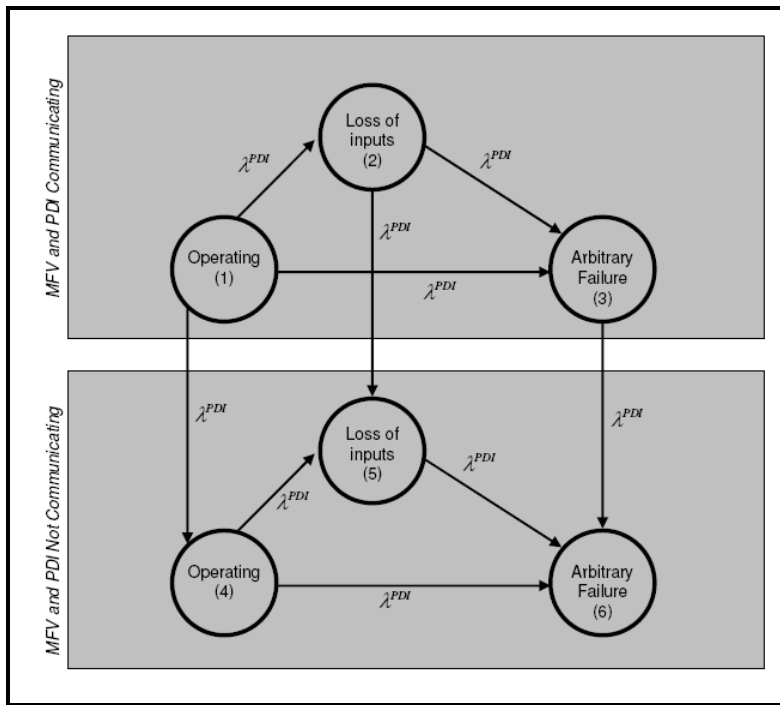 MFV and PDI Communicating
Loss of
inputs
(2)
λ^PDI
λ^PDI
λ^PDI
Operating
(1)
Arbitrary
Failure
(3)
λ^PDI
λ^PDI
λ^PDI
MFV and PDI Not Communicating
Loss of
inputs
(5)
λ^PDI
λ^PDI
Operating
(4)
Arbitrary
Failure
(6)
λ^PDI